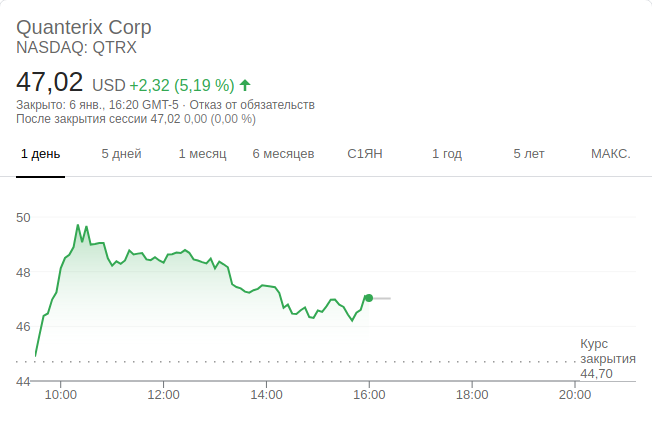 Quanterix Corp
NASDAQ: QTRX
47,02 USD +2,32 (5,19 %)
Закрыто: 6 янв., 16:20 GMT-5 · Отказ от обязательств
После закрытия сессии 47,02 0,00 (0,00 %)
1 день 5 дней 1 месяц 6 месяцев С1ЯН 1 год 5 лет МАКС.
50
48
46
Курс
закрытия
44,70
44
10:00 12:00 14:00 16:00 18:00 20:00